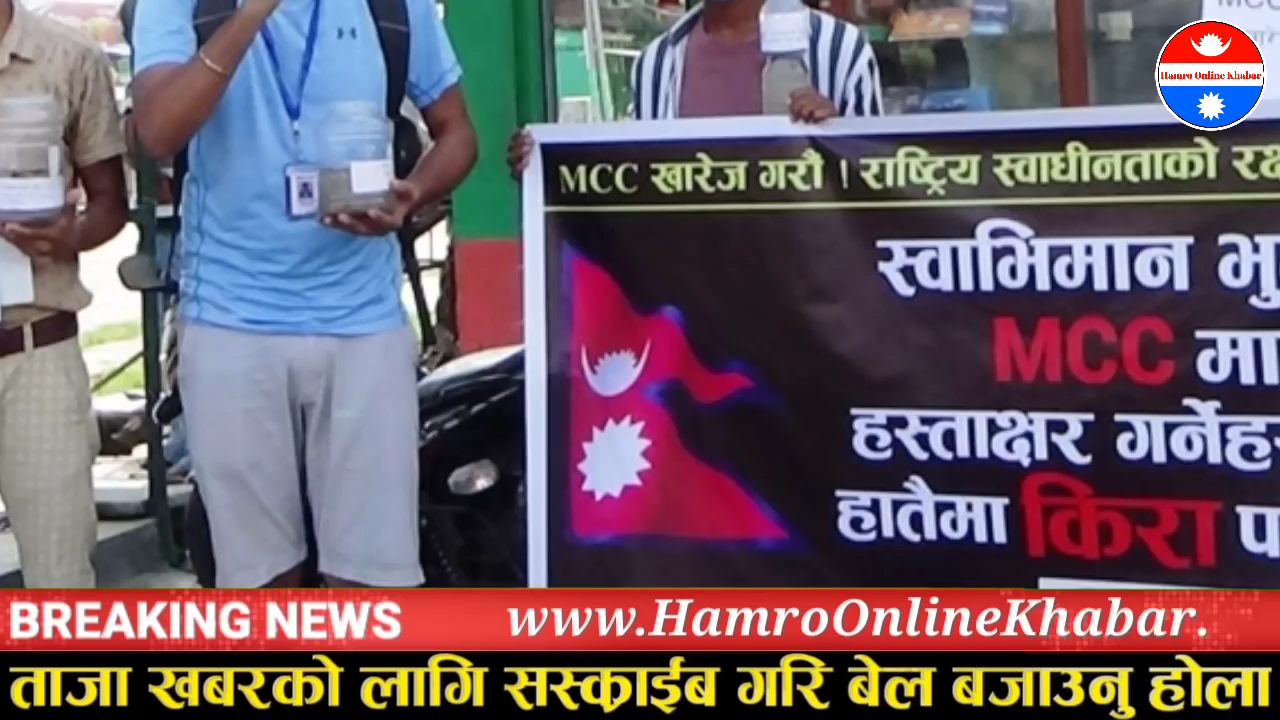 MCC
Hamro Online Khabar
MCC खारेज गरौं ! राष्ट्रिय स्वाधीनताको
स्वाभिमान
MCC
हस्ताक्षर
हातैमा किरा
BREAKING NEWS www.HamroOnlineKhabar.
ताजा खबरको लागि सस्क्राईब गरि बेल बजाउनु होला